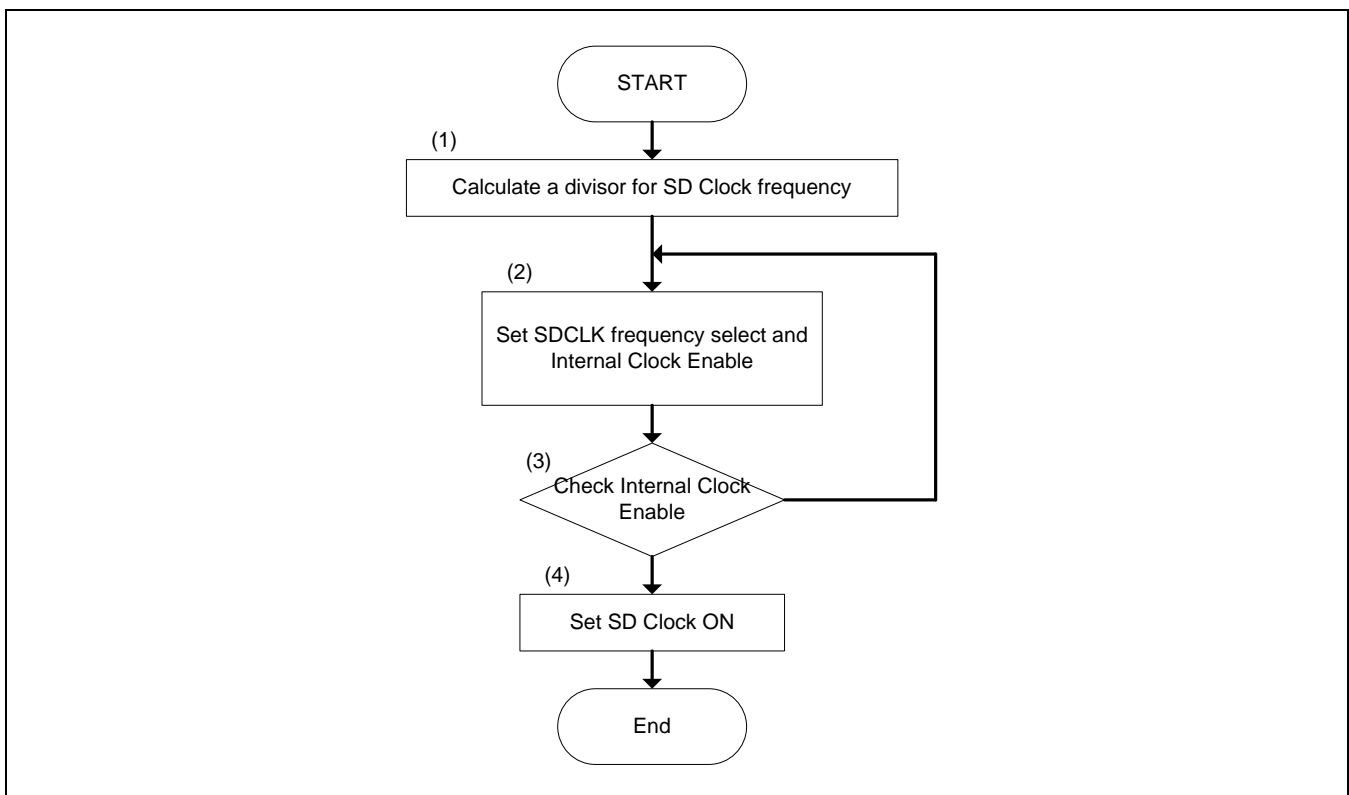 START
(1)
Calculate a divisor for SD Clock frequency
(2)
Set SDCLK frequency select and
Internal Clock Enable
(3)
Check Internal Clock
Enable
(4)
Set SD Clock ON
End